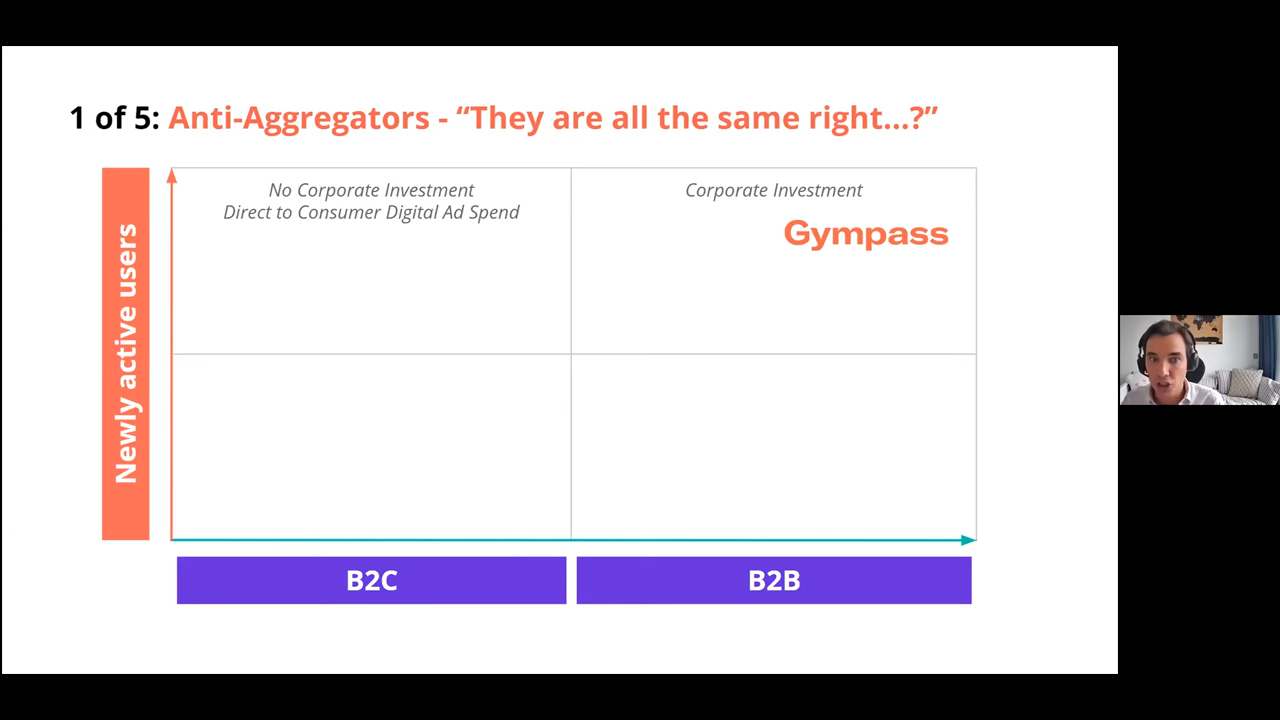 1 of 5: Anti-Aggregators - “They are all the same right...?”
No Corporate Investment
Direct to Consumer Digital Ad Spend
Corporate Investment
Gympass
Newly active users
B2C
B2B